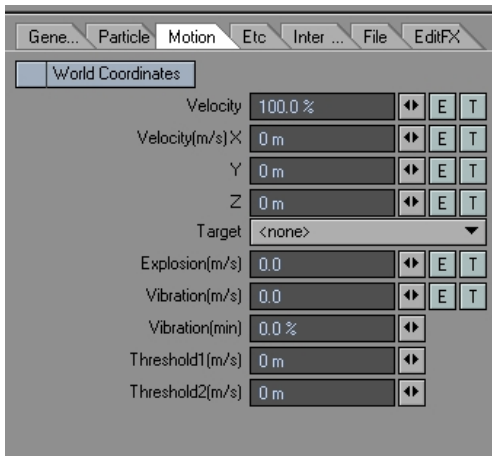 Gene... Particle Motion Etc Inter ... File EditFX
World Coordinates
Velocity 100.0 % E T
Velocity(m/s) X 0 m E T
Y 0 m E T
Z 0 m E T
Target <none>
Explosion(m/s) 0.0 E T
Vibration(m/s) 0.0 E T
Vibration(min) 0.0 %
Threshold1(m/s) 0 m
Threshold2(m/s) 0 m